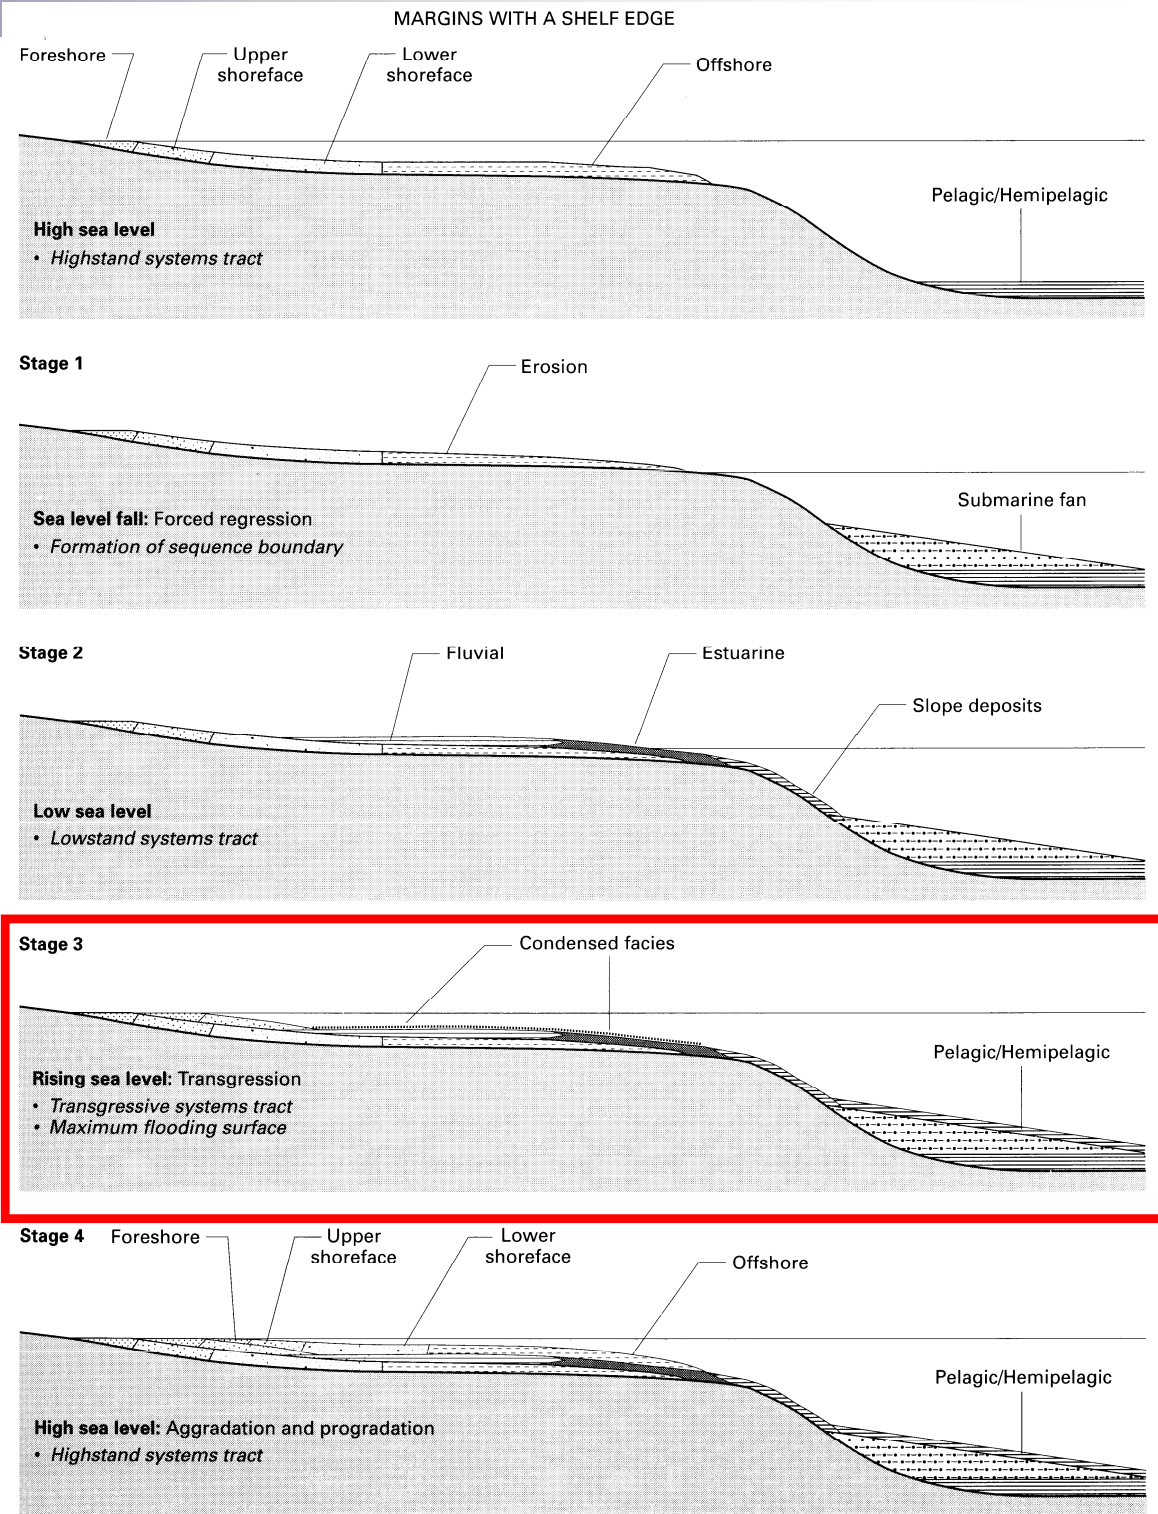 MARGINS WITH A SHELF EDGE
Foreshore
Upper
shoreface
Lower
shoreface
Offshore
Pelagic/Hemipelagic
High sea level
• Highstand systems tract
Stage 1
Erosion
Submarine fan
Sea level fall: Forced regression
• Formation of sequence boundary
Stage 2
Fluvial
Estuarine
Slope deposits
Low sea level
• Lowstand systems tract
Stage 3
Condensed facies
Pelagic/Hemipelagic
Rising sea level: Transgression
• Transgressive systems tract
• Maximum flooding surface
Stage 4
Foreshore
Upper
shoreface
Lower
shoreface
Offshore
Pelagic/Hemipelagic
High sea level: Aggradation and progradation
• Highstand systems tract